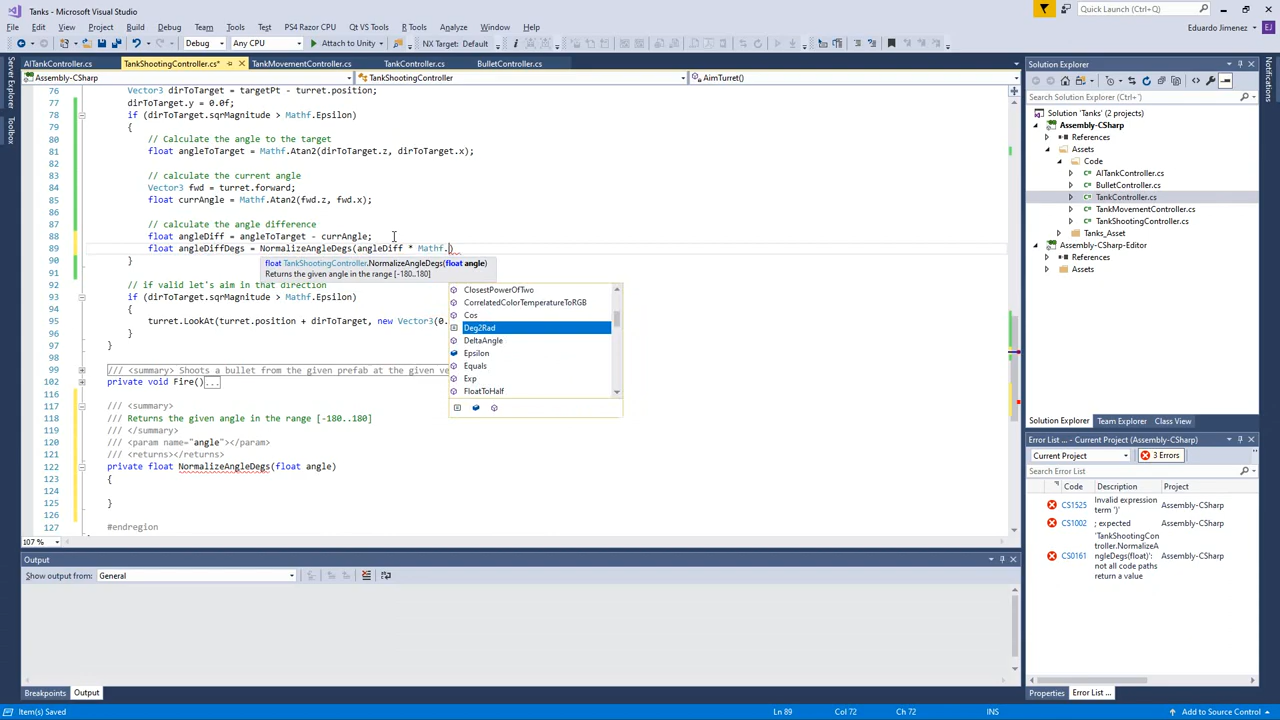 Tanks - Microsoft Visual Studio
Quick Launch (Ctrl+Q)
File Edit View Project Build Debug Team Tools Test PS4 Razor CPU Qt VS Tools R Tools Analyze Window Help
Eduardo Jimenez
Debug Any CPU Attach to Unity NX Target: Default
Server Explorer
Toolbox
Notifications
AITankController.cs TankShootingController.cs* TankMovementController.cs TankController.cs BulletController.cs
Assembly-CSharp TankShootingController AimTurret()
76 Vector3 dirToTarget = targetPt - turret.position;
77 dirToTarget.y = 0.0f;
78 if (dirToTarget.sqrMagnitude > Mathf.Epsilon)
79 {
80 // Calculate the angle to the target
81 float angleToTarget = Mathf.Atan2(dirToTarget.z, dirToTarget.x);
82
83 // calculate the current angle
84 Vector3 fwd = turret.forward;
85 float currAngle = Mathf.Atan2(fwd.z, fwd.x);
86
87 // calculate the angle difference
88 float angleDiff = angleToTarget - currAngle;
89 float angleDiffDegs = NormalizeAngleDegs(angleDiff * Mathf.)
90 }
91
float TankShootingController.NormalizeAngleDegs(float angle)
Returns the given angle in the range [-180..180]
92 // if valid let's aim in that direction
93 if (dirToTarget.sqrMagnitude > Mathf.Epsilon)
94 {
95 turret.LookAt(turret.position + dirToTarget, new Vector3(0.
96 }
97 }
98
99 /// <summary> Shoots a bullet from the given prefab at the given ve
102 private void Fire()...
116
117 /// <summary>
118 /// Returns the given angle in the range [-180..180]
119 /// </summary>
120 /// <param name="angle"></param>
121 /// <returns></returns>
122 private float NormalizeAngleDegs(float angle)
123 {
124
125 }
126
127 #endregion
ClosestPowerOfTwo
CorrelatedColorTemperatureToRGB
Cos
Deg2Rad
DeltaAngle
Epsilon
Equals
Exp
FloatToHalf
107 %
Output
Show output from: General
Breakpoints Output
Solution Explorer
Search Solution Explorer (Ctrl+')
Solution 'Tanks' (2 projects)
Assembly-CSharp
References
Assets
Code
AITankController.cs
BulletController.cs
TankController.cs
TankMovementController.cs
TankShootingController.cs
Tanks_Asset
Assembly-CSharp-Editor
References
Assets
Solution Explorer Team Explorer Class View
Error List ... - Current Project (Assembly-CSharp)
Current Project 3 Errors
Search Error List
Code Description Project
CS1525 Invalid expression term ')' Assembly-CSharp
CS1002 ; expected Assembly-CSharp
CS0161 'TankShootingCon troller.NormalizeA ngleDegs(float)': not all code paths return a value Assembly-CSharp
Properties Error List ...
Item(s) Saved Ln 89 Col 72 Ch 72 INS Add to Source Control